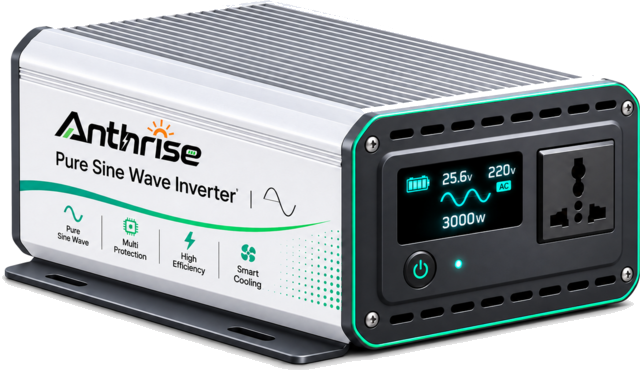 Anthrise
Pure Sine Wave Inverter
Pure
Sine Wave
Multi
Protection
High
Efficiency
Smart
Cooling
25.6v 220v
AC
3000w